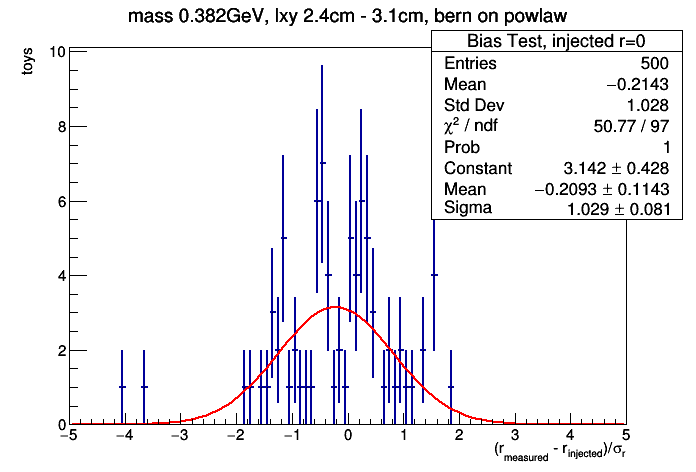 mass 0.382GeV, lxy 2.4cm - 3.1cm, bern on powlaw
Bias Test, injected r=0
Entries 500
Mean −0.2143
Std Dev 1.028
χ² / ndf 50.77 / 97
Prob 1
Constant 3.142 ± 0.428
Mean −0.2093 ± 0.1143
Sigma 1.029 ± 0.081
toys
10
8
6
4
2
0
−5 −4 −3 −2 −1 0 1 2 3 4 5
(r_measured - r_injected)/σ_r